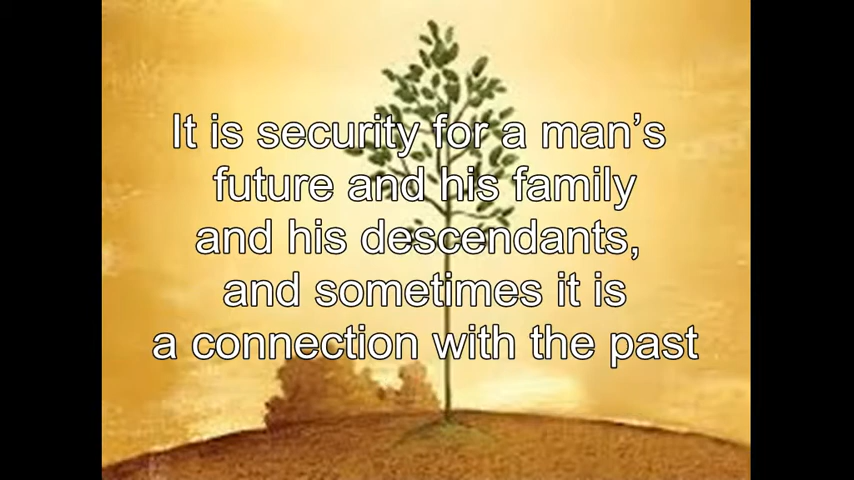 It is security for a man’s
future and his family
and his descendants,
and sometimes it is
a connection with the past